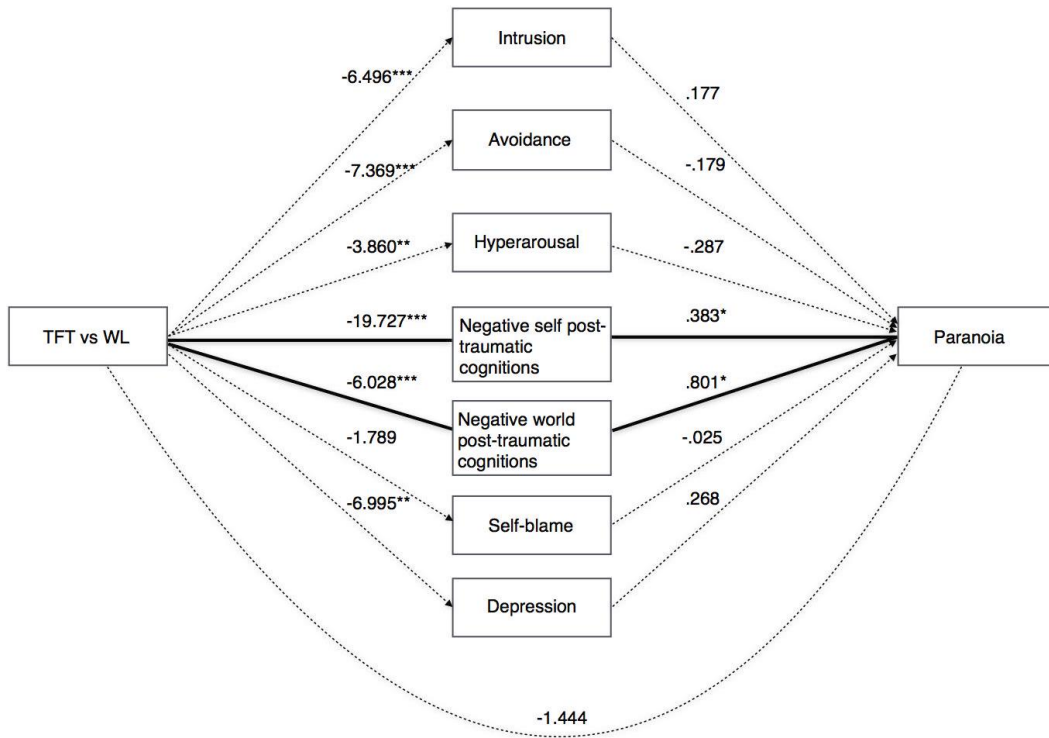 Intrusion
-6.496***
.177
Avoidance
-7.369***
-.179
Hyperarousal
-3.860**
-.287
TFT vs WL
-19.727***
Negative self post-
traumatic
cognitions
.383*
Paranoia
-6.028***
Negative world
post-traumatic
cognitions
.801*
-1.789
-.025
Self-blame
-6.995**
.268
Depression
-1.444